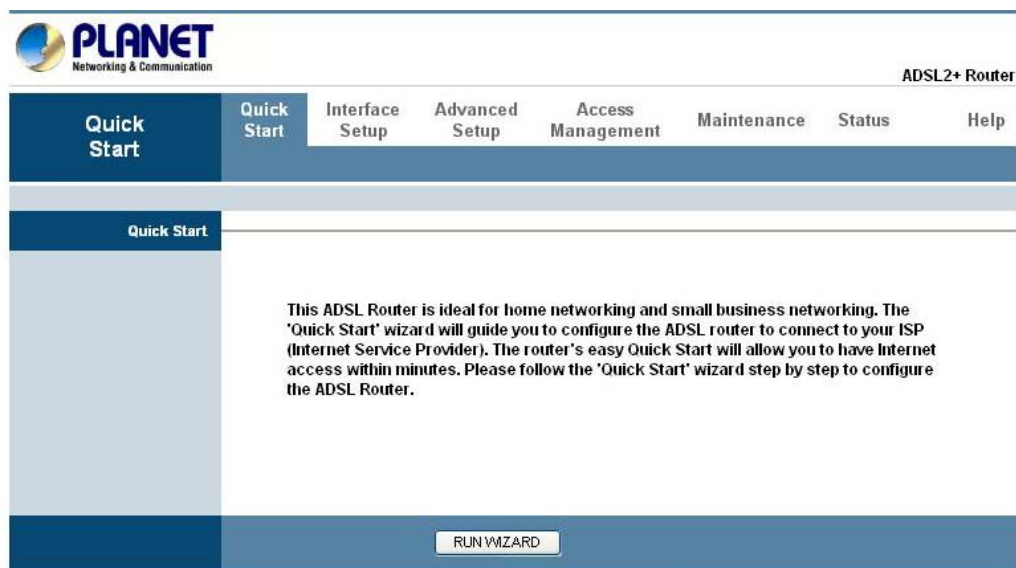 PLANET
Networking & Communication
ADSL2+ Router
Quick
Start
Quick
Start
Interface
Setup
Advanced
Setup
Access
Management
Maintenance
Status
Help
Quick Start
This ADSL Router is ideal for home networking and small business networking. The
'Quick Start' wizard will guide you to configure the ADSL router to connect to your ISP
(Internet Service Provider). The router's easy Quick Start will allow you to have Internet
access within minutes. Please follow the 'Quick Start' wizard step by step to configure
the ADSL Router.
RUN WIZARD